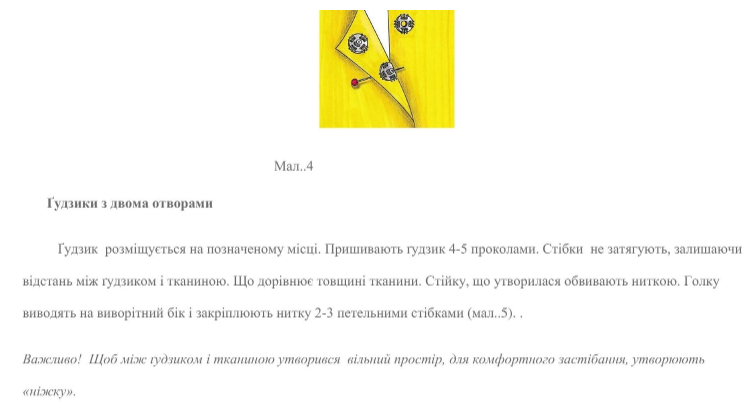 Мал..4
Ґудзики з двома отворами
Ґудзик розміщується на позначеному місці. Пришивають ґудзик 4-5 проколами. Стібки не затягують, залишаючи
відстань між ґудзиком і тканиною. Що дорівнює товщині тканини. Стійку, що утворилася обвивають ниткою. Голку
виводять на виворітний бік і закріплюють нитку 2-3 петельними стібками (мал..5). .
Важливо! Щоб між ґудзиком і тканиною утворився вільний простір, для комфортного застібання, утворюють
«ніжку».